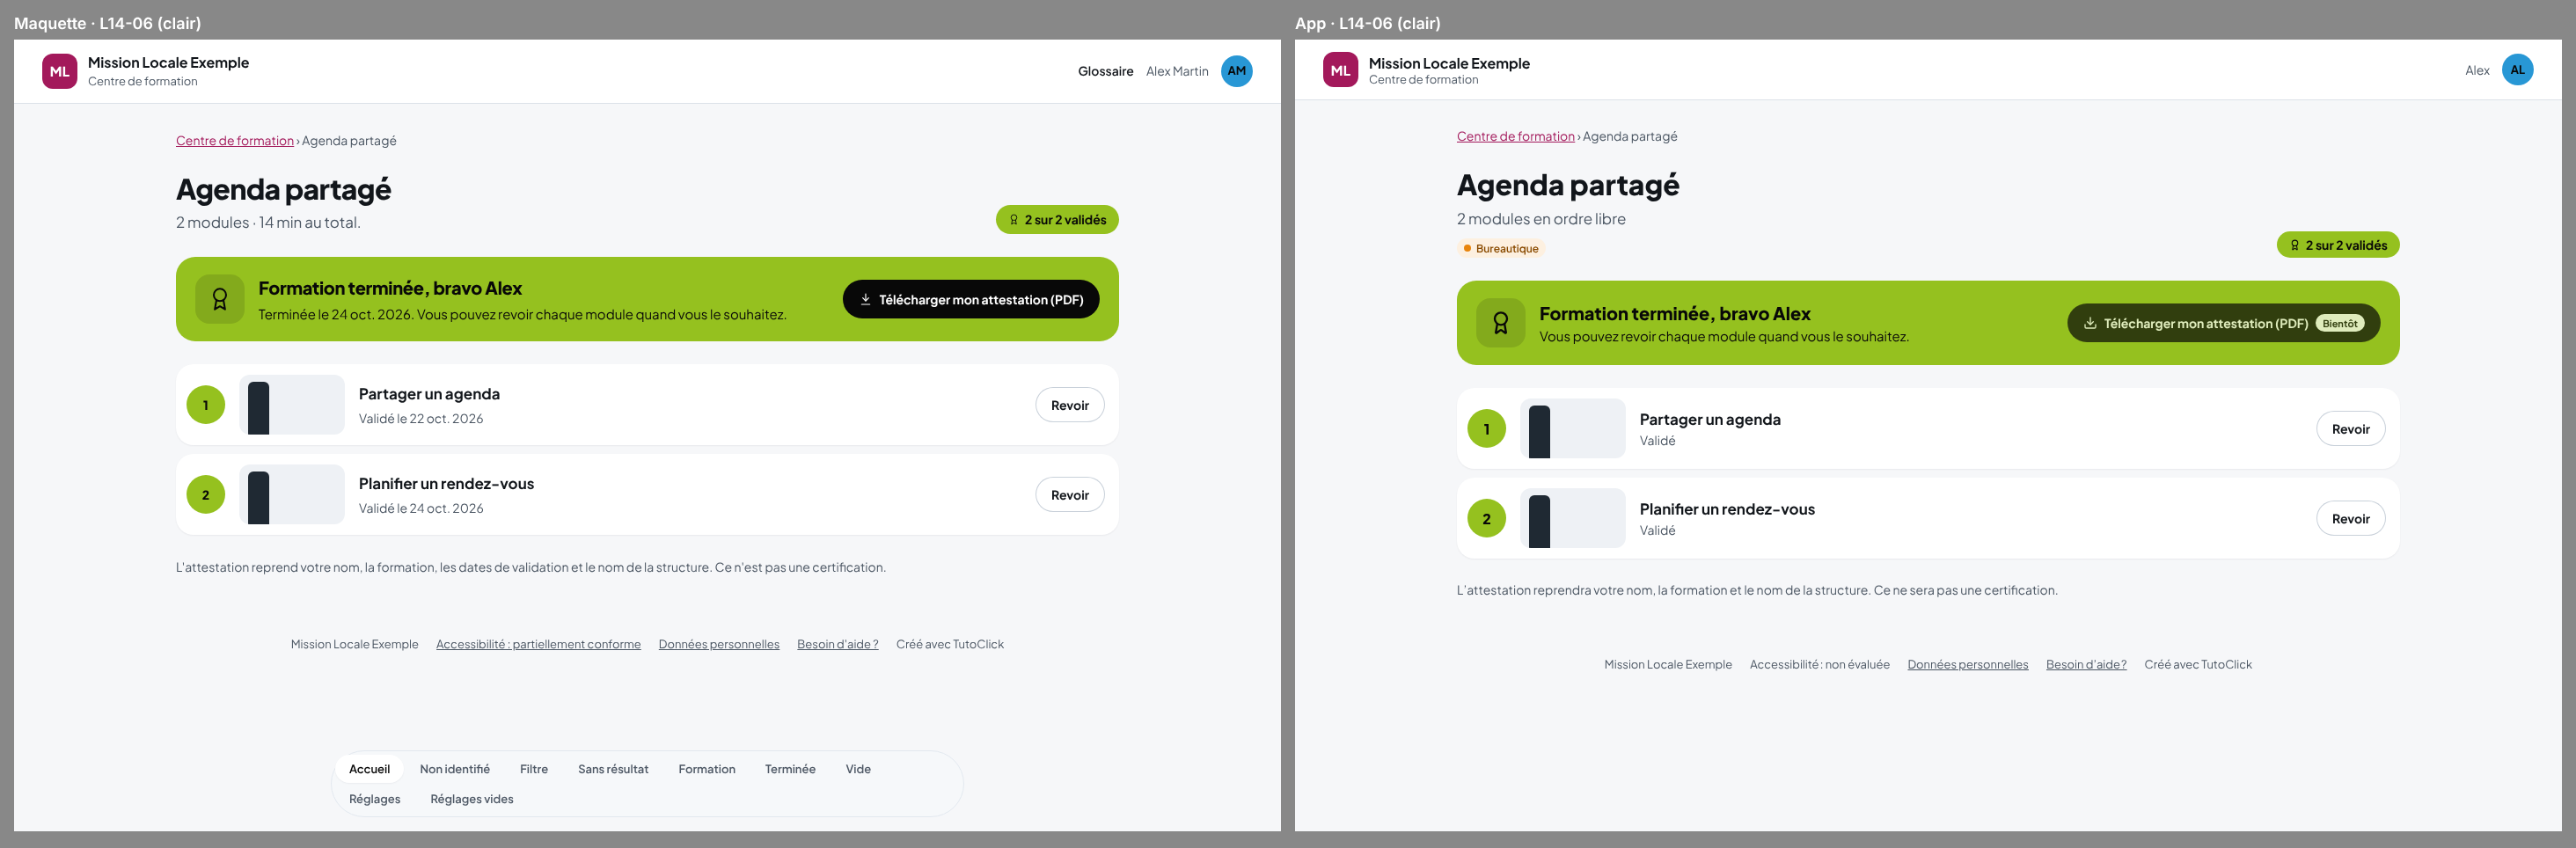 Maquette · L14-06 (clair)
ML
Mission Locale Exemple
Centre de formation
Glossaire
Alex Martin
AM
Centre de formation › Agenda partagé
Agenda partagé
2 modules · 14 min au total.
2 sur 2 validés
Formation terminée, bravo Alex
Terminée le 24 oct. 2026. Vous pouvez revoir chaque module quand vous le souhaitez.
Télécharger mon attestation (PDF)
1
Partager un agenda
Validé le 22 oct. 2026
Revoir
2
Planifier un rendez-vous
Validé le 24 oct. 2026
Revoir
L'attestation reprend votre nom, la formation, les dates de validation et le nom de la structure. Ce n'est pas une certification.
Mission Locale Exemple Accessibilité : partiellement conforme Données personnelles Besoin d'aide ? Créé avec TutoClick
Accueil Non identifié Filtre Sans résultat Formation Terminée Vide
Réglages Réglages vides
App · L14-06 (clair)
ML
Mission Locale Exemple
Centre de formation
Alex
AL
Centre de formation › Agenda partagé
Agenda partagé
2 modules en ordre libre
Bureautique
2 sur 2 validés
Formation terminée, bravo Alex
Vous pouvez revoir chaque module quand vous le souhaitez.
Télécharger mon attestation (PDF) Bientôt
1
Partager un agenda
Validé
Revoir
2
Planifier un rendez-vous
Validé
Revoir
L'attestation reprendra votre nom, la formation et le nom de la structure. Ce ne sera pas une certification.
Mission Locale Exemple Accessibilité : non évaluée Données personnelles Besoin d'aide ? Créé avec TutoClick